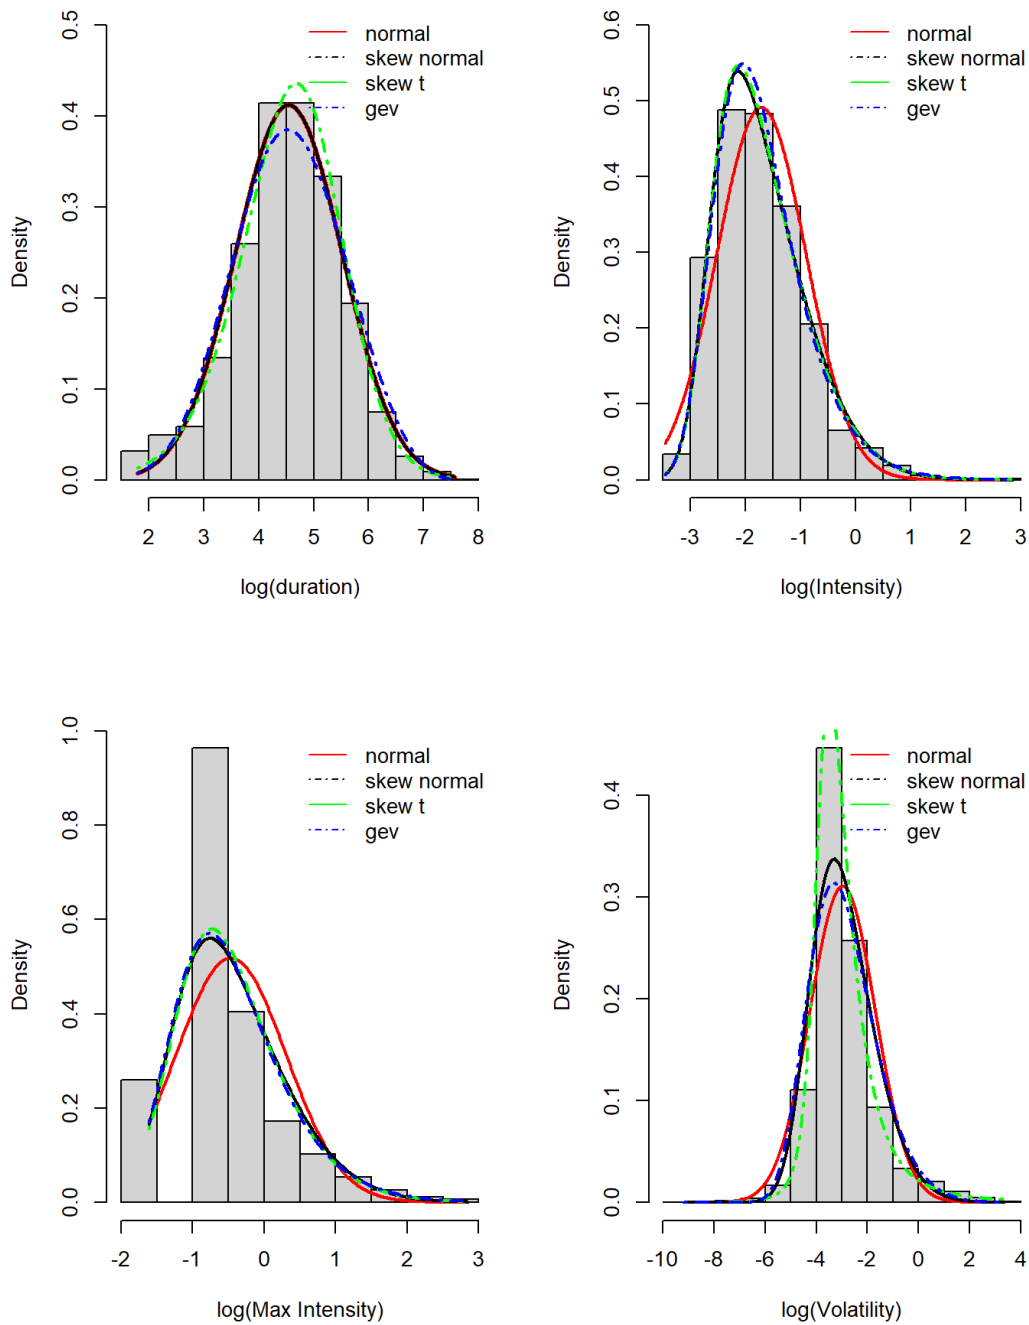 normal
skew normal
skew t
gev
Density
0.0 0.1 0.2 0.3 0.4 0.5
2 3 4 5 6 7 8
log(duration)
normal
skew normal
skew t
gev
Density
0.0 0.1 0.2 0.3 0.4 0.5 0.6
-3 -2 -1 0 1 2 3
log(Intensity)
normal
skew normal
skew t
gev
Density
0.0 0.2 0.4 0.6 0.8 1.0
-2 -1 0 1 2 3
log(Max Intensity)
normal
skew normal
skew t
gev
Density
0.0 0.1 0.2 0.3 0.4
-10 -8 -6 -4 -2 0 2 4
log(Volatility)